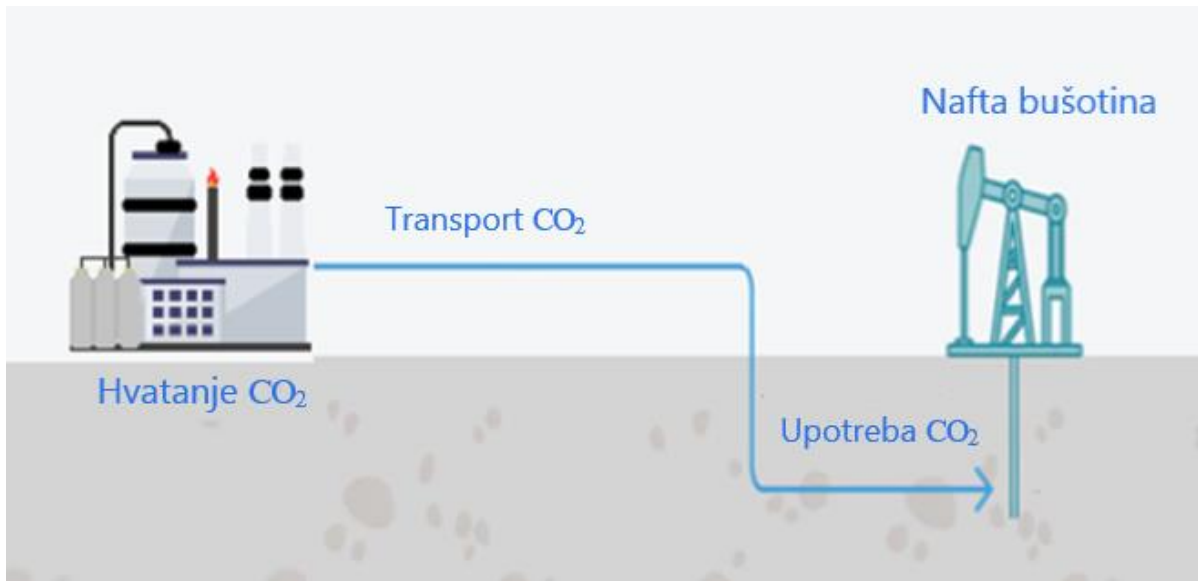 Nafta bušotina
Transport CO₂
Hvatanje CO₂
Upotreba CO₂